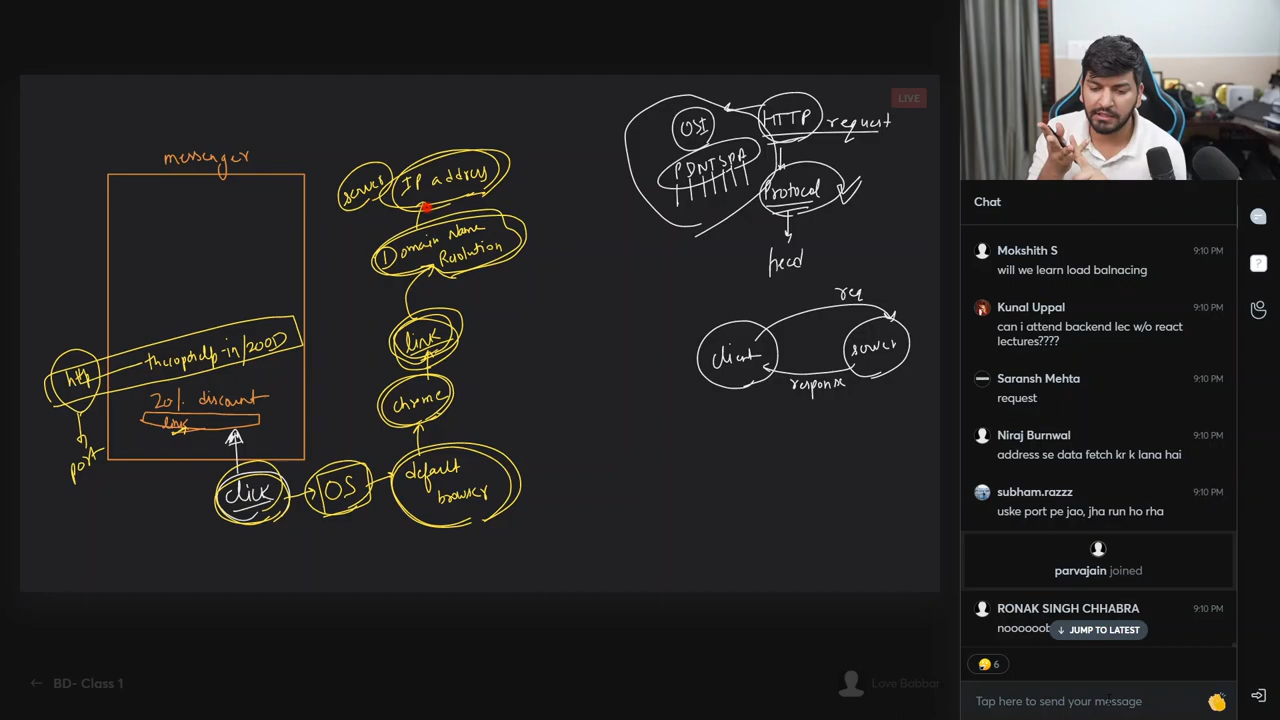 LIVE
messenger
server
IP address
Domain Name
Resolution
link
chrome
http
200D
20% discount
link
port
click
OS
default
browser
OSI
PDNTSPA
HTTP
request
Protocol
req
client
server
response
BD- Class 1
Love Babbar
Chat
Mokshith S
9:10 PM
will we learn load balnacing
Kunal Uppal
9:10 PM
can i attend backend lec w/o react
lectures????
Saransh Mehta
9:10 PM
request
Niraj Burnwal
9:10 PM
address se data fetch kr k lana hai
subham.razzz
9:10 PM
uske port pe jao, jha run ho rha
parvajain joined
RONAK SINGH CHHABRA
9:10 PM
JUMP TO LATEST
6
Tap here to send your message